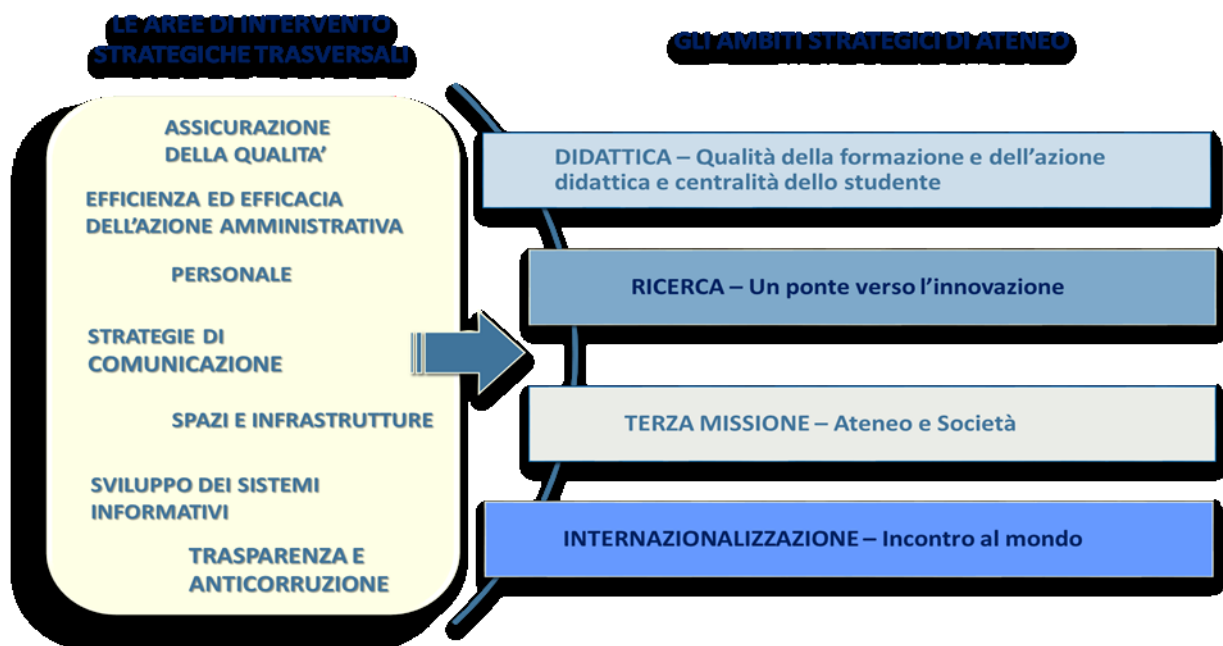 LE AREE DI INTERVENTO
STRATEGICHE TRASVERSALI
ASSICURAZIONE
DELLA QUALITA’
EFFICIENZA ED EFFICACIA
DELL’AZIONE AMMINISTRATIVA
PERSONALE
STRATEGIE DI
COMUNICAZIONE
SPAZI E INFRASTRUTTURE
SVILUPPO DEI SISTEMI
INFORMATIVI
TRASPARENZA E
ANTICORRUZIONE
GLI AMBITI STRATEGICI DI ATENEO
DIDATTICA – Qualità della formazione e dell’azione
didattica e centralità dello studente
RICERCA – Un ponte verso l’innovazione
TERZA MISSIONE – Ateneo e Società
INTERNAZIONALIZZAZIONE – Incontro al mondo